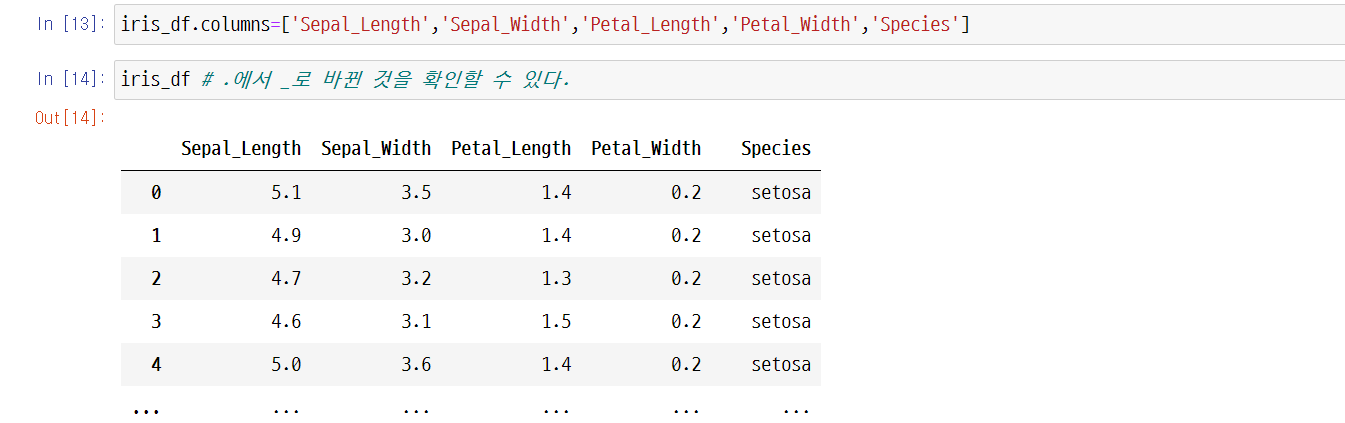 In [13]: iris_df.columns=['Sepal_Length','Sepal_Width','Petal_Length','Petal_Width','Species']
In [14]: iris_df # .에서 _로 바뀐 것을 확인할 수 있다.
Out[14]:
Sepal_Length Sepal_Width Petal_Length Petal_Width Species
0 5.1 3.5 1.4 0.2 setosa
1 4.9 3.0 1.4 0.2 setosa
2 4.7 3.2 1.3 0.2 setosa
3 4.6 3.1 1.5 0.2 setosa
4 5.0 3.6 1.4 0.2 setosa
... ... ... ... ... ...